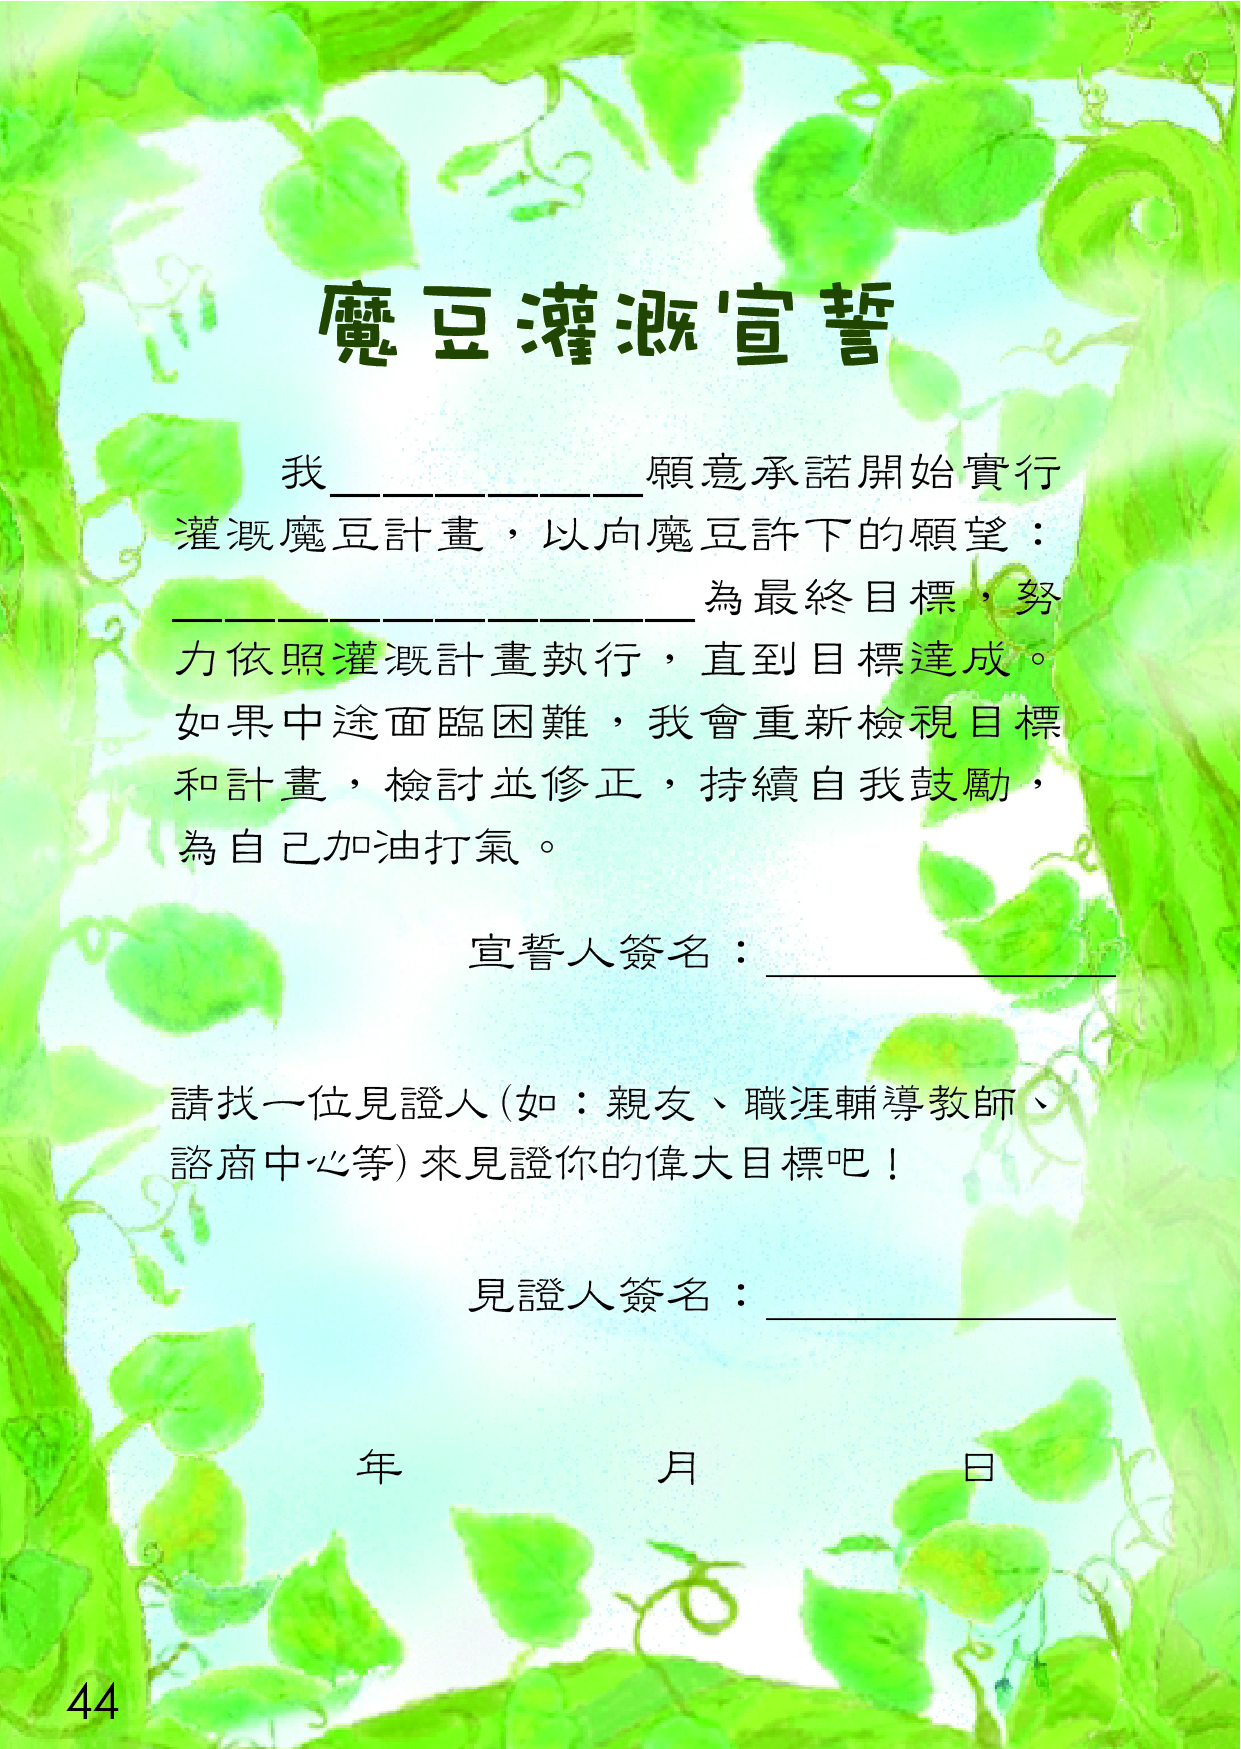 魔豆灌溉宣誓
我＿＿＿＿＿＿願意承諾開始實行
灌溉魔豆計畫，以向魔豆許下的願望：
＿＿＿＿＿＿＿＿＿＿為最終目標，努
力依照灌溉計畫執行，直到目標達成。
如果中途面臨困難，我會重新檢視目標
和計畫，檢討並修正，持續自我鼓勵，
為自己加油打氣。
宣誓人簽名：
請找一位見證人(如：親友、職涯輔導教師、
諮商中心等)來見證你的偉大目標吧！
見證人簽名：
年 月 日
44